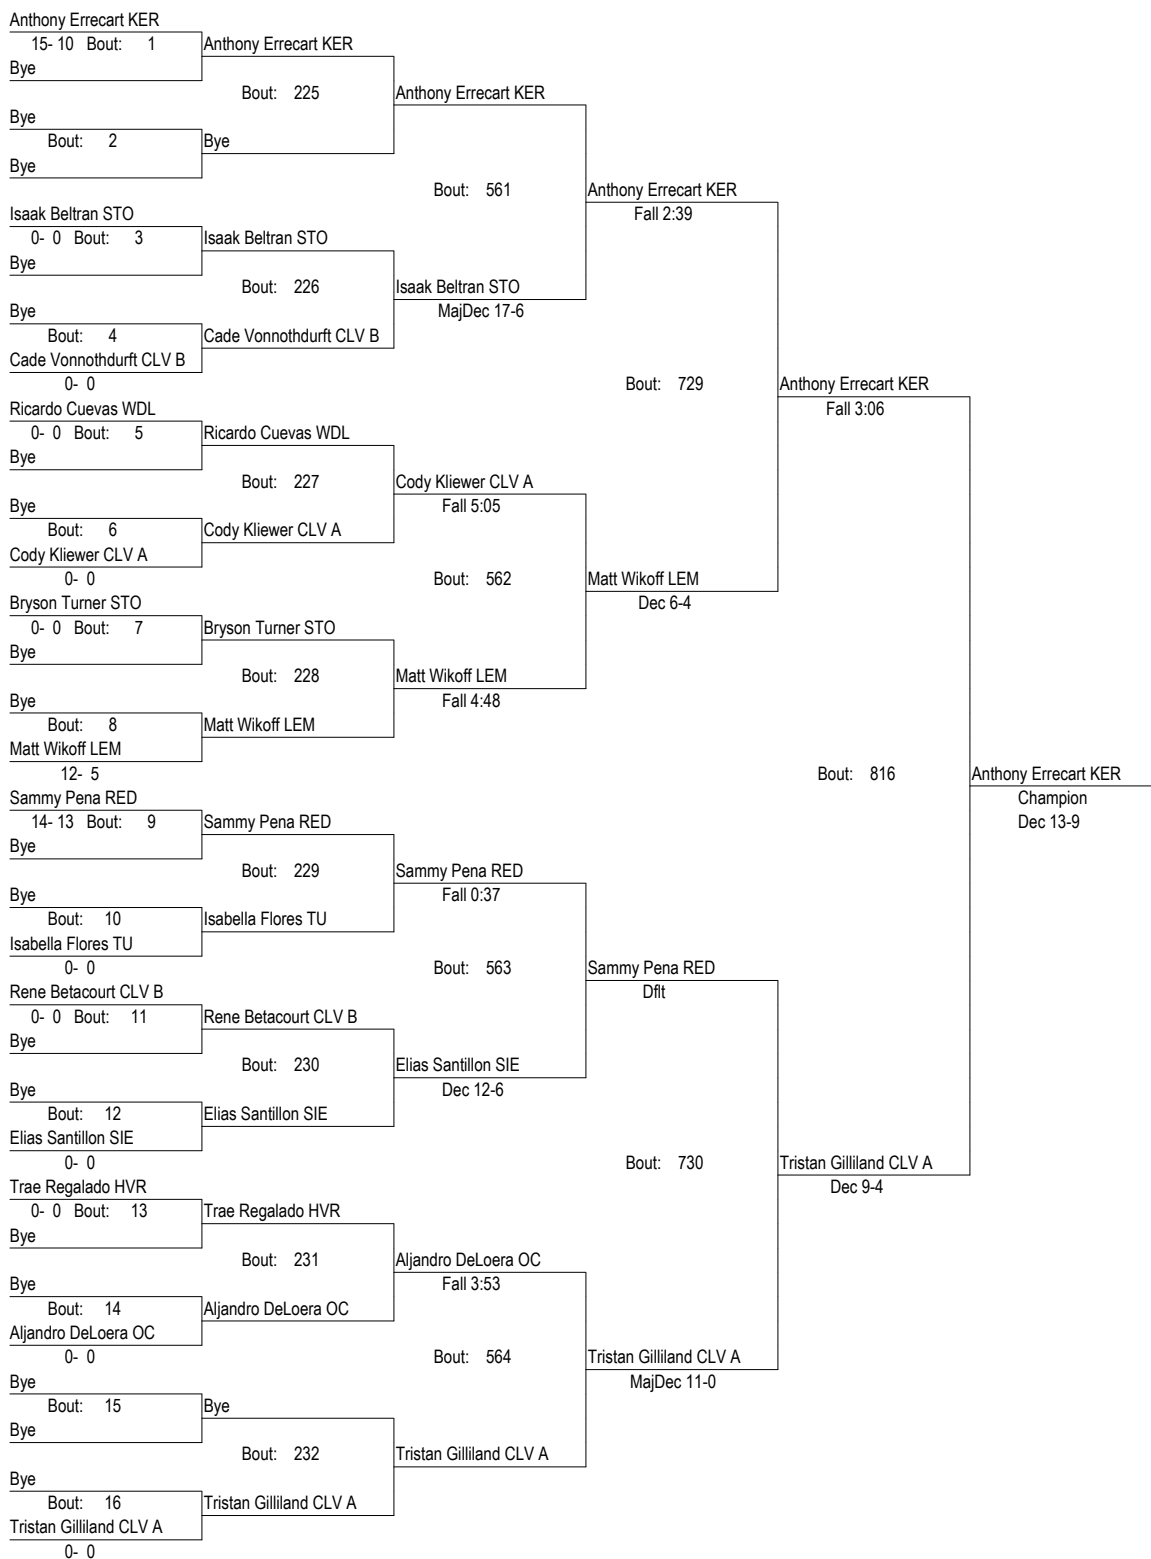 Anthony Errecart KER
15- 10 Bout: 1
Anthony Errecart KER
Bye
Bout: 225
Anthony Errecart KER
Bye
Bout: 2
Bye
Bye
Bout: 561
Anthony Errecart KER
Fall 2:39
Isaak Beltran STO
0- 0 Bout: 3
Isaak Beltran STO
Bye
Bout: 226
Isaak Beltran STO
MajDec 17-6
Bye
Bout: 4
Cade Vonnothdurft CLV B
Cade Vonnothdurft CLV B
0- 0
Bout: 729
Anthony Errecart KER
Fall 3:06
Ricardo Cuevas WDL
0- 0 Bout: 5
Ricardo Cuevas WDL
Bye
Bout: 227
Cody Kliewer CLV A
Fall 5:05
Bye
Bout: 6
Cody Kliewer CLV A
Cody Kliewer CLV A
0- 0
Bout: 562
Matt Wikoff LEM
Dec 6-4
Bryson Turner STO
0- 0 Bout: 7
Bryson Turner STO
Bye
Bout: 228
Matt Wikoff LEM
Fall 4:48
Bye
Bout: 8
Matt Wikoff LEM
Matt Wikoff LEM
12- 5
Bout: 816
Anthony Errecart KER
Champion
Dec 13-9
Sammy Pena RED
14- 13 Bout: 9
Sammy Pena RED
Bye
Bout: 229
Sammy Pena RED
Fall 0:37
Bye
Bout: 10
Isabella Flores TU
Isabella Flores TU
0- 0
Bout: 563
Sammy Pena RED
Dflt
Rene Betacourt CLV B
0- 0 Bout: 11
Rene Betacourt CLV B
Bye
Bout: 230
Elias Santillon SIE
Dec 12-6
Bye
Bout: 12
Elias Santillon SIE
Elias Santillon SIE
0- 0
Bout: 730
Tristan Gilliland CLV A
Dec 9-4
Trae Regalado HVR
0- 0 Bout: 13
Trae Regalado HVR
Bye
Bout: 231
Aljandro DeLoera OC
Fall 3:53
Bye
Bout: 14
Aljandro DeLoera OC
Aljandro DeLoera OC
0- 0
Bout: 564
Tristan Gilliland CLV A
MajDec 11-0
Bye
Bout: 15
Bye
Bye
Bout: 232
Tristan Gilliland CLV A
Bye
Bout: 16
Tristan Gilliland CLV A
Tristan Gilliland CLV A
0- 0